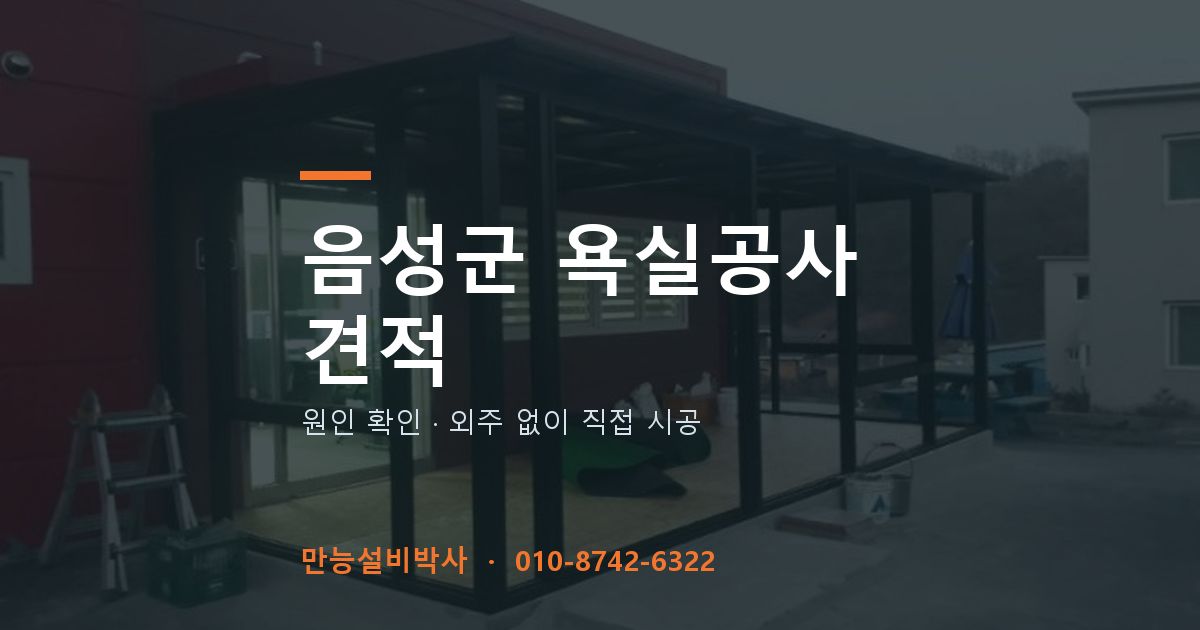 음성군 욕실공사
견적
원인 확인 · 외주 없이 직접 시공
만능설비박사 · 010-8742-6322